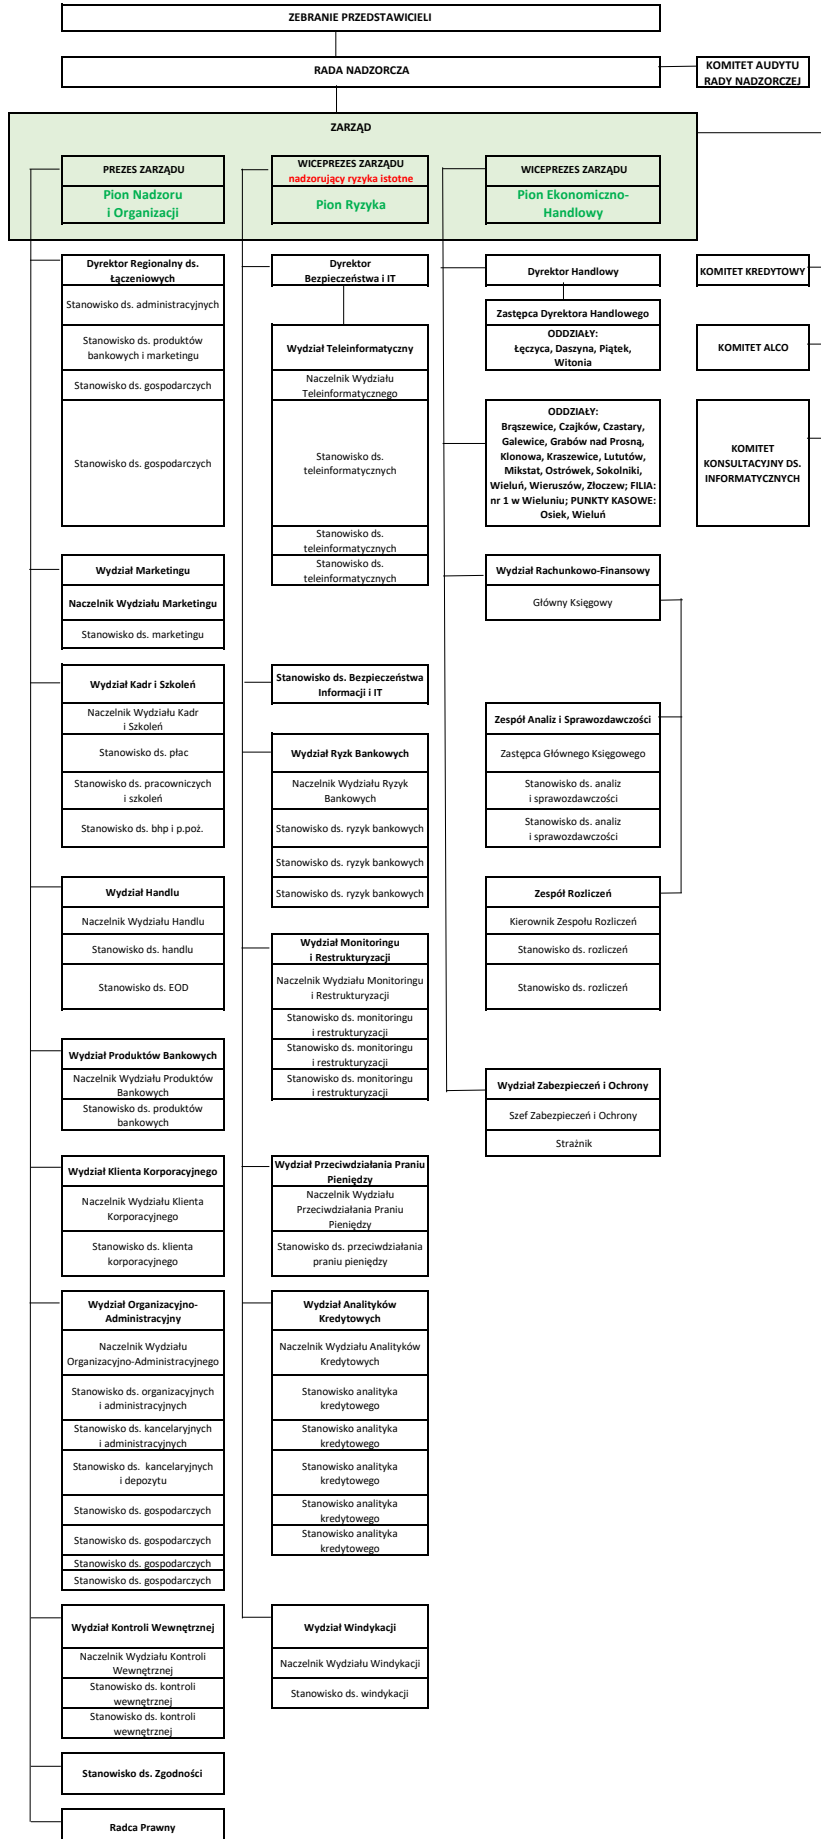 ZEBRANIE PRZEDSTAWICIELI
RADA NADZORCZA
KOMITET AUDYTU
RADY NADZORCZEJ
ZARZĄD
PREZES ZARZĄDU
Pion Nadzoru
i Organizacji
WICEPREZES ZARZĄDU
nadzorujący ryzyka istotne
Pion Ryzyka
WICEPREZES ZARZĄDU
Pion Ekonomiczno-
Handlowy
Dyrektor Regionalny ds.
Łączeniowych
Stanowisko ds. administracyjnych
Stanowisko ds. produktów
bankowych i marketingu
Stanowisko ds. gospodarczych
Stanowisko ds. gospodarczych
Wydział Marketingu
Naczelnik Wydziału Marketingu
Stanowisko ds. marketingu
Wydział Kadr i Szkoleń
Naczelnik Wydziału Kadr
i Szkoleń
Stanowisko ds. płac
Stanowisko ds. pracowniczych
i szkoleń
Stanowisko ds. bhp i p.poż.
Wydział Handlu
Naczelnik Wydziału Handlu
Stanowisko ds. handlu
Stanowisko ds. EOD
Wydział Produktów Bankowych
Naczelnik Wydziału Produktów
Bankowych
Stanowisko ds. produktów
bankowych
Wydział Klienta Korporacyjnego
Naczelnik Wydziału Klienta
Korporacyjnego
Stanowisko ds. klienta
korporacyjnego
Wydział Organizacyjno-
Administracyjny
Naczelnik Wydziału
Organizacyjno-Administracyjnego
Stanowisko ds. organizacyjnych
i administracyjnych
Stanowisko ds. kancelaryjnych
i administracyjnych
Stanowisko ds. kancelaryjnych
i depozytu
Stanowisko ds. gospodarczych
Stanowisko ds. gospodarczych
Stanowisko ds. gospodarczych
Stanowisko ds. gospodarczych
Wydział Kontroli Wewnętrznej
Naczelnik Wydziału Kontroli
Wewnętrznej
Stanowisko ds. kontroli
wewnętrznej
Stanowisko ds. kontroli
wewnętrznej
Stanowisko ds. Zgodności
Radca Prawny
Dyrektor
Bezpieczeństwa i IT
Wydział Teleinformatyczny
Naczelnik Wydziału
Teleinformatycznego
Stanowisko ds.
teleinformatycznych
Stanowisko ds.
teleinformatycznych
Stanowisko ds.
teleinformatycznych
Stanowisko ds. Bezpieczeństwa
Informacji i IT
Wydział Ryzk Bankowych
Naczelnik Wydziału Ryzyk
Bankowych
Stanowisko ds. ryzyk bankowych
Stanowisko ds. ryzyk bankowych
Stanowisko ds. ryzyk bankowych
Wydział Monitoringu
i Restrukturyzacji
Naczelnik Wydziału Monitoringu
i Restrukturyzacji
Stanowisko ds. monitoringu
i restrukturyzacji
Stanowisko ds. monitoringu
i restrukturyzacji
Stanowisko ds. monitoringu
i restrukturyzacji
Wydział Przeciwdziałania Praniu
Pieniędzy
Naczelnik Wydziału
Przeciwdziałania Praniu
Pieniędzy
Stanowisko ds. przeciwdziałania
praniu pieniędzy
Wydział Analityków
Kredytowych
Naczelnik Wydziału Analityków
Kredytowych
Stanowisko analityka
kredytowego
Stanowisko analityka
kredytowego
Stanowisko analityka
kredytowego
Stanowisko analityka
kredytowego
Stanowisko analityka
kredytowego
Wydział Windykacji
Naczelnik Wydziału Windykacji
Stanowisko ds. windykacji
Dyrektor Handlowy
Zastępca Dyrektora Handlowego
ODDZIAŁY:
Łęczyca, Daszyna, Piątek,
Witonia
ODDZIAŁY:
Brąszewice, Czajków, Czastary,
Galewice, Grabów nad Prosną,
Klonowa, Kraszewice, Lututów,
Mikstat, Ostrówek, Sokolniki,
Wieluń, Wieruszów, Złoczew; FILIA:
nr 1 w Wieluniu; PUNKTY KASOWE:
Osiek, Wieluń
Wydział Rachunkowo-Finansowy
Główny Księgowy
Zespół Analiz i Sprawozdawczości
Zastępca Głównego Księgowego
Stanowisko ds. analiz
i sprawozdawczości
Stanowisko ds. analiz
i sprawozdawczości
Zespół Rozliczeń
Kierownik Zespołu Rozliczeń
Stanowisko ds. rozliczeń
Stanowisko ds. rozliczeń
Wydział Zabezpieczeń i Ochrony
Szef Zabezpieczeń i Ochrony
Strażnik
KOMITET KREDYTOWY
KOMITET ALCO
KOMITET
KONSULTACYJNY DS.
INFORMATYCZNYCH